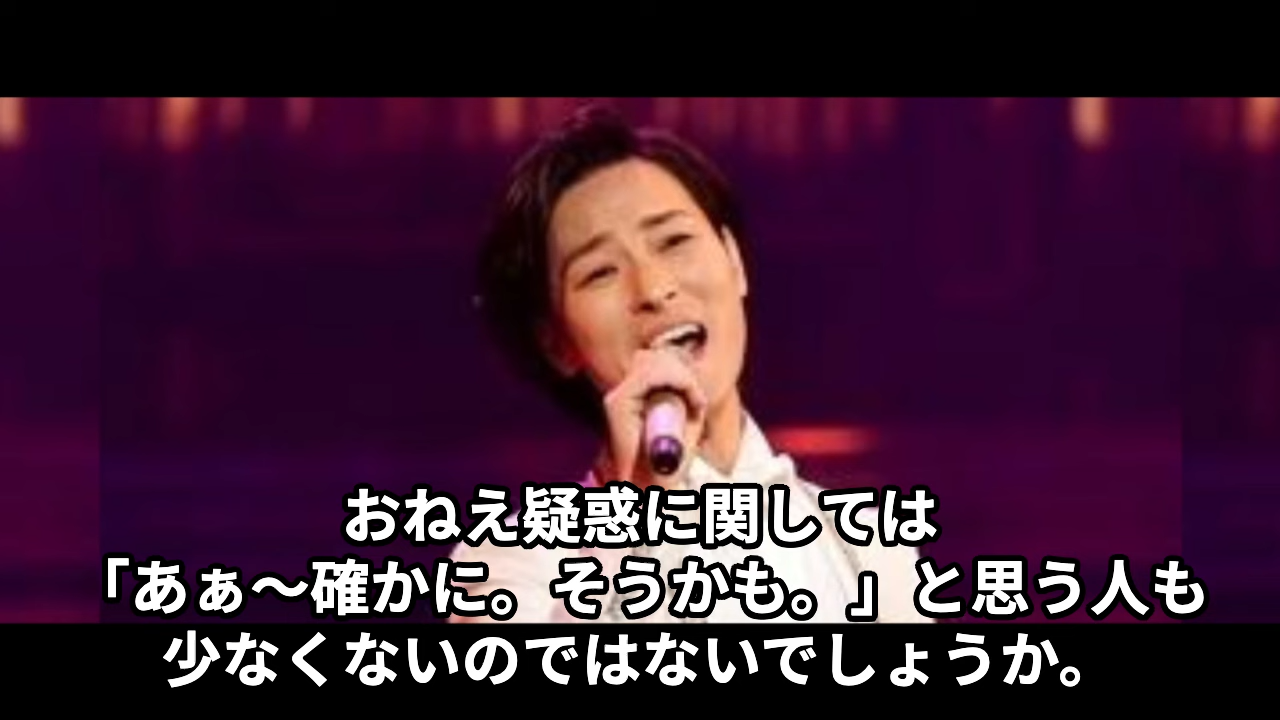 おねえ疑惑に関しては
「あぁ～確かに。そうかも。」と思う人も
少なくないのではないでしょうか。